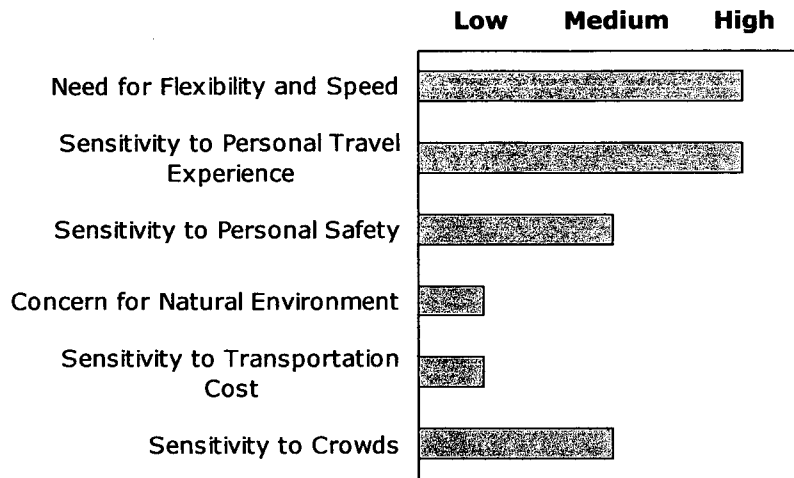 Low Medium High
Need for Flexibility and Speed
Sensitivity to Personal Travel
Experience
Sensitivity to Personal Safety
Concern for Natural Environment
Sensitivity to Transportation
Cost
Sensitivity to Crowds